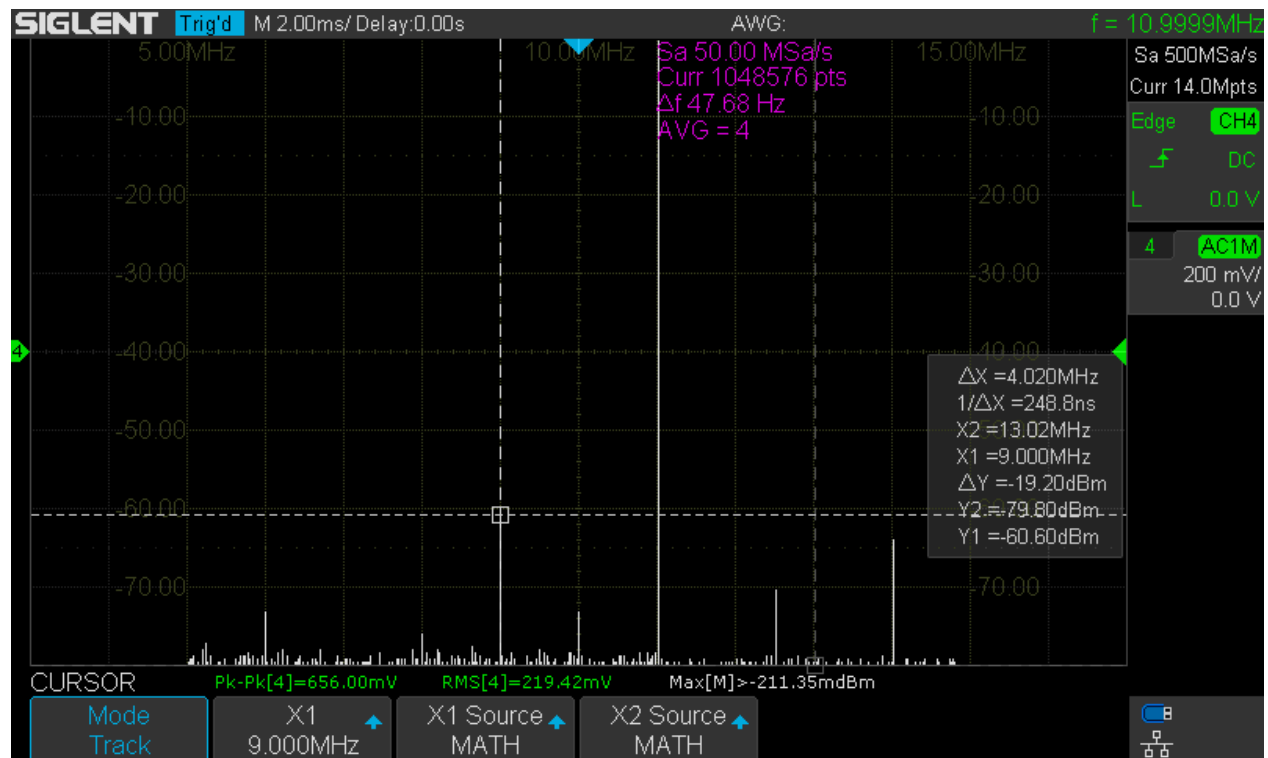 SIGLENT Trig'd M 2.00ms/ Delay:0.00s AWG: f = 10.9999MHz
5.00MHz 10.00MHz 15.00MHz
Sa 50.00 MSa/s
Curr 1048576 pts
Δf 47.68 Hz
AVG = 4
Sa 500MSa/s
Curr 14.0Mpts
Edge CH4
DC
L 0.0 V
4 AC1M
200 mV/
0.0 V
-10.00 -10.00
-20.00 -20.00
-30.00 -30.00
-40.00 -40.00
-50.00
-60.00
-70.00 -70.00
4
△X =4.020MHz
1/△X =248.8ns
X2 =13.02MHz
X1 =9.000MHz
△Y =-19.20dBm
Y2 =-79.80dBm
Y1 =-60.60dBm
CURSOR Pk-Pk[4]=656.00mV RMS[4]=219.42mV Max[M]>-211.35mdBm
Mode
Track
X1
9.000MHz
X1 Source
MATH
X2 Source
MATH